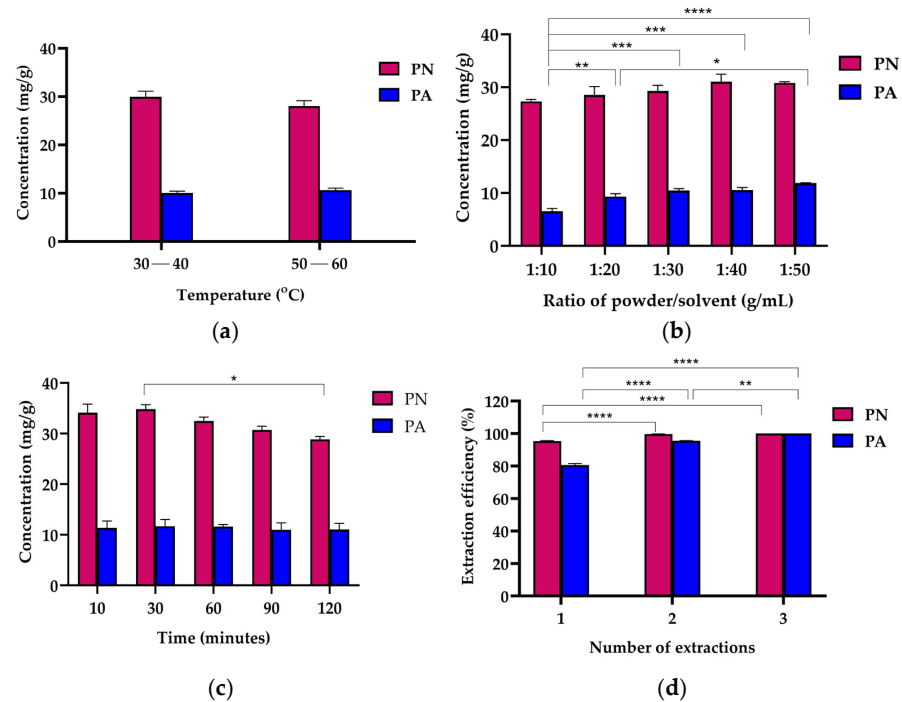 40
30
20
10
0
Concentration (mg/g)
30 — 40
50 — 60
Temperature (°C)
PN
PA
(a)
****
***
***
**
*
40
30
20
10
0
Concentration (mg/g)
1:10
1:20
1:30
1:40
1:50
Ratio of powder/solvent (g/mL)
PN
PA
(b)
*
40
30
20
10
0
Concentration (mg/g)
10
30
60
90
120
Time (minutes)
PN
PA
(c)
****
****
**
****
****
120
100
80
60
40
20
0
Extraction efficiency (%)
1
2
3
Number of extractions
PN
PA
(d)